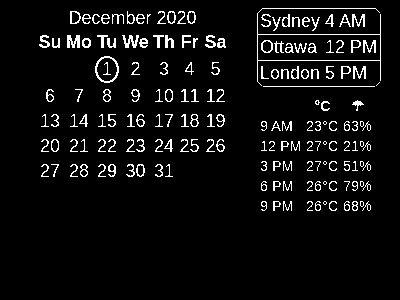 December 2020
Su Mo Tu We Th Fr Sa
1 2 3 4 5
6 7 8 9 10 11 12
13 14 15 16 17 18 19
20 21 22 23 24 25 26
27 28 29 30 31
Sydney 4 AM
Ottawa 12 PM
London 5 PM
°C
9 AM 23°C 63%
12 PM 27°C 21%
3 PM 27°C 51%
6 PM 26°C 79%
9 PM 26°C 68%